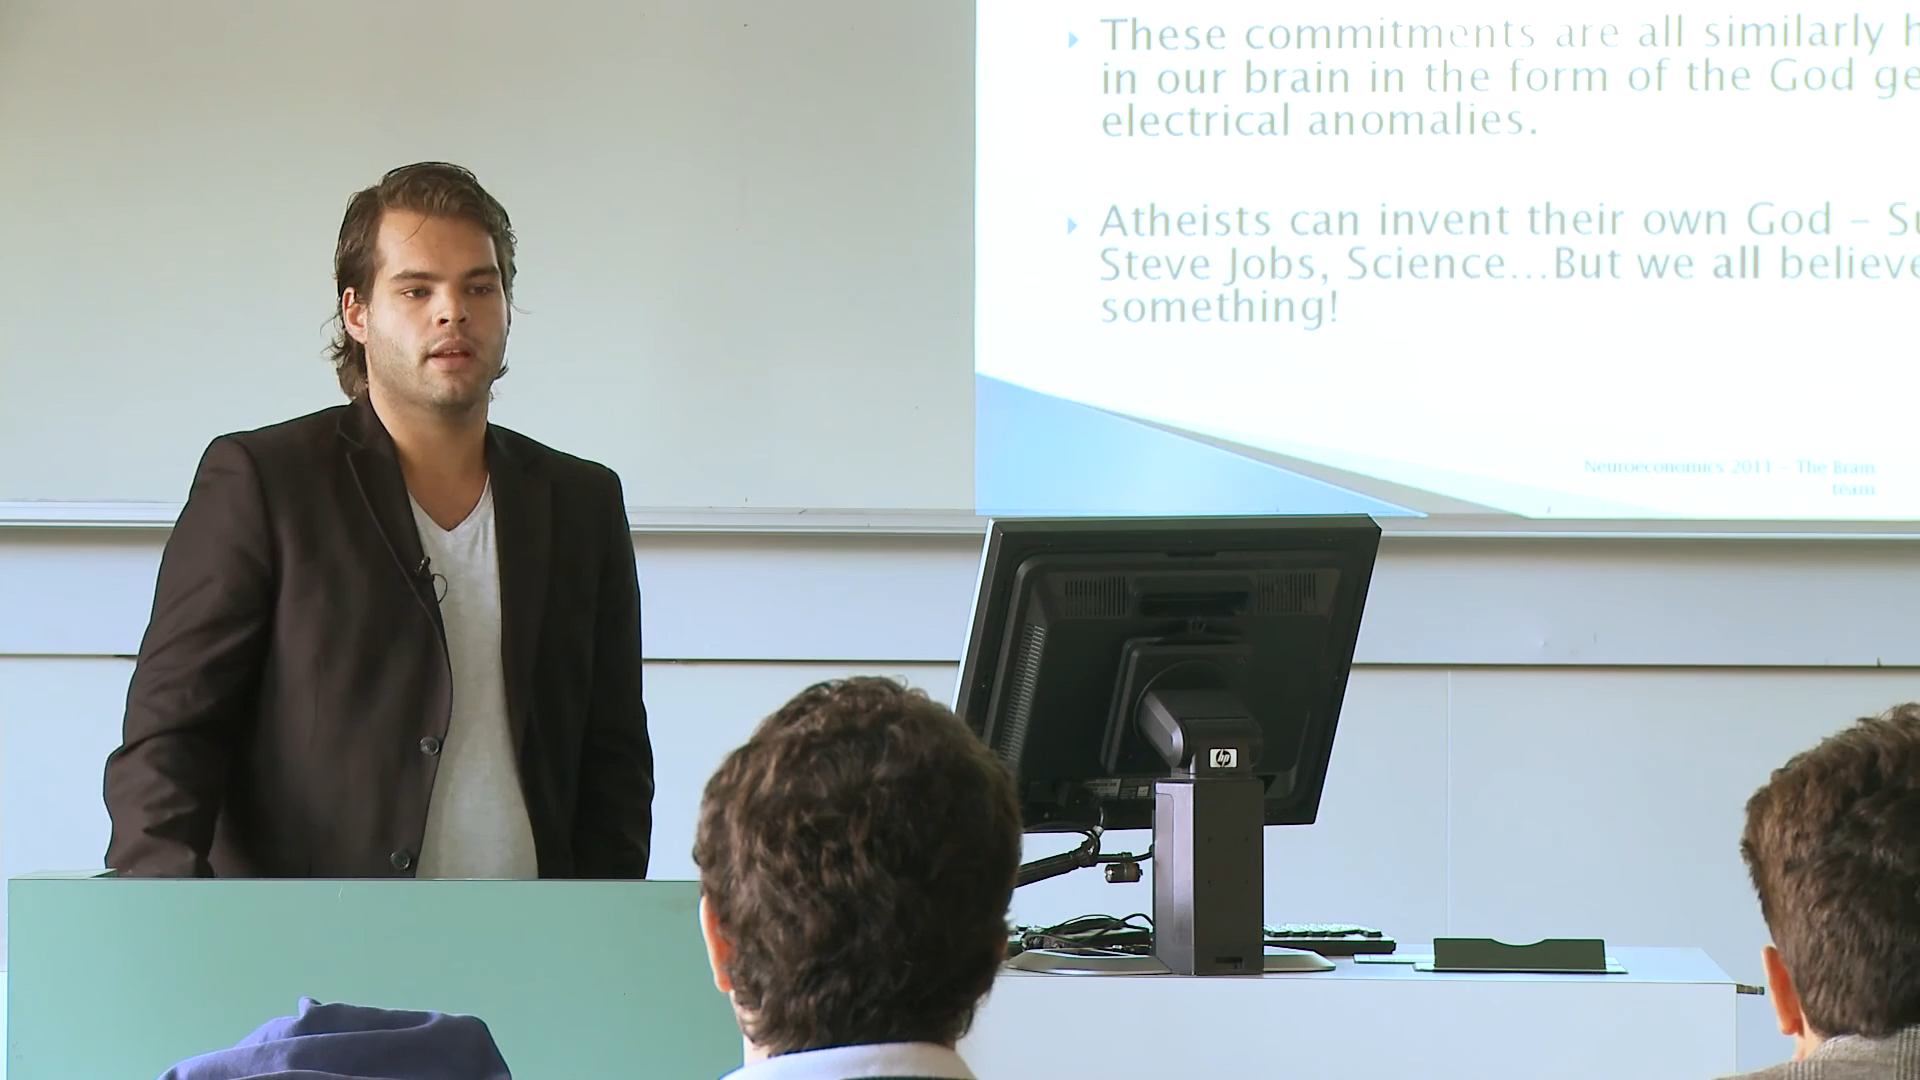 These commitments are all similarly
in our brain in the form of the God
electrical anomalies.
Atheists can invent their own God –
Steve Jobs, Science...But we all believe
something!
Neuroeconomics 2011 – The Brain
team
hp